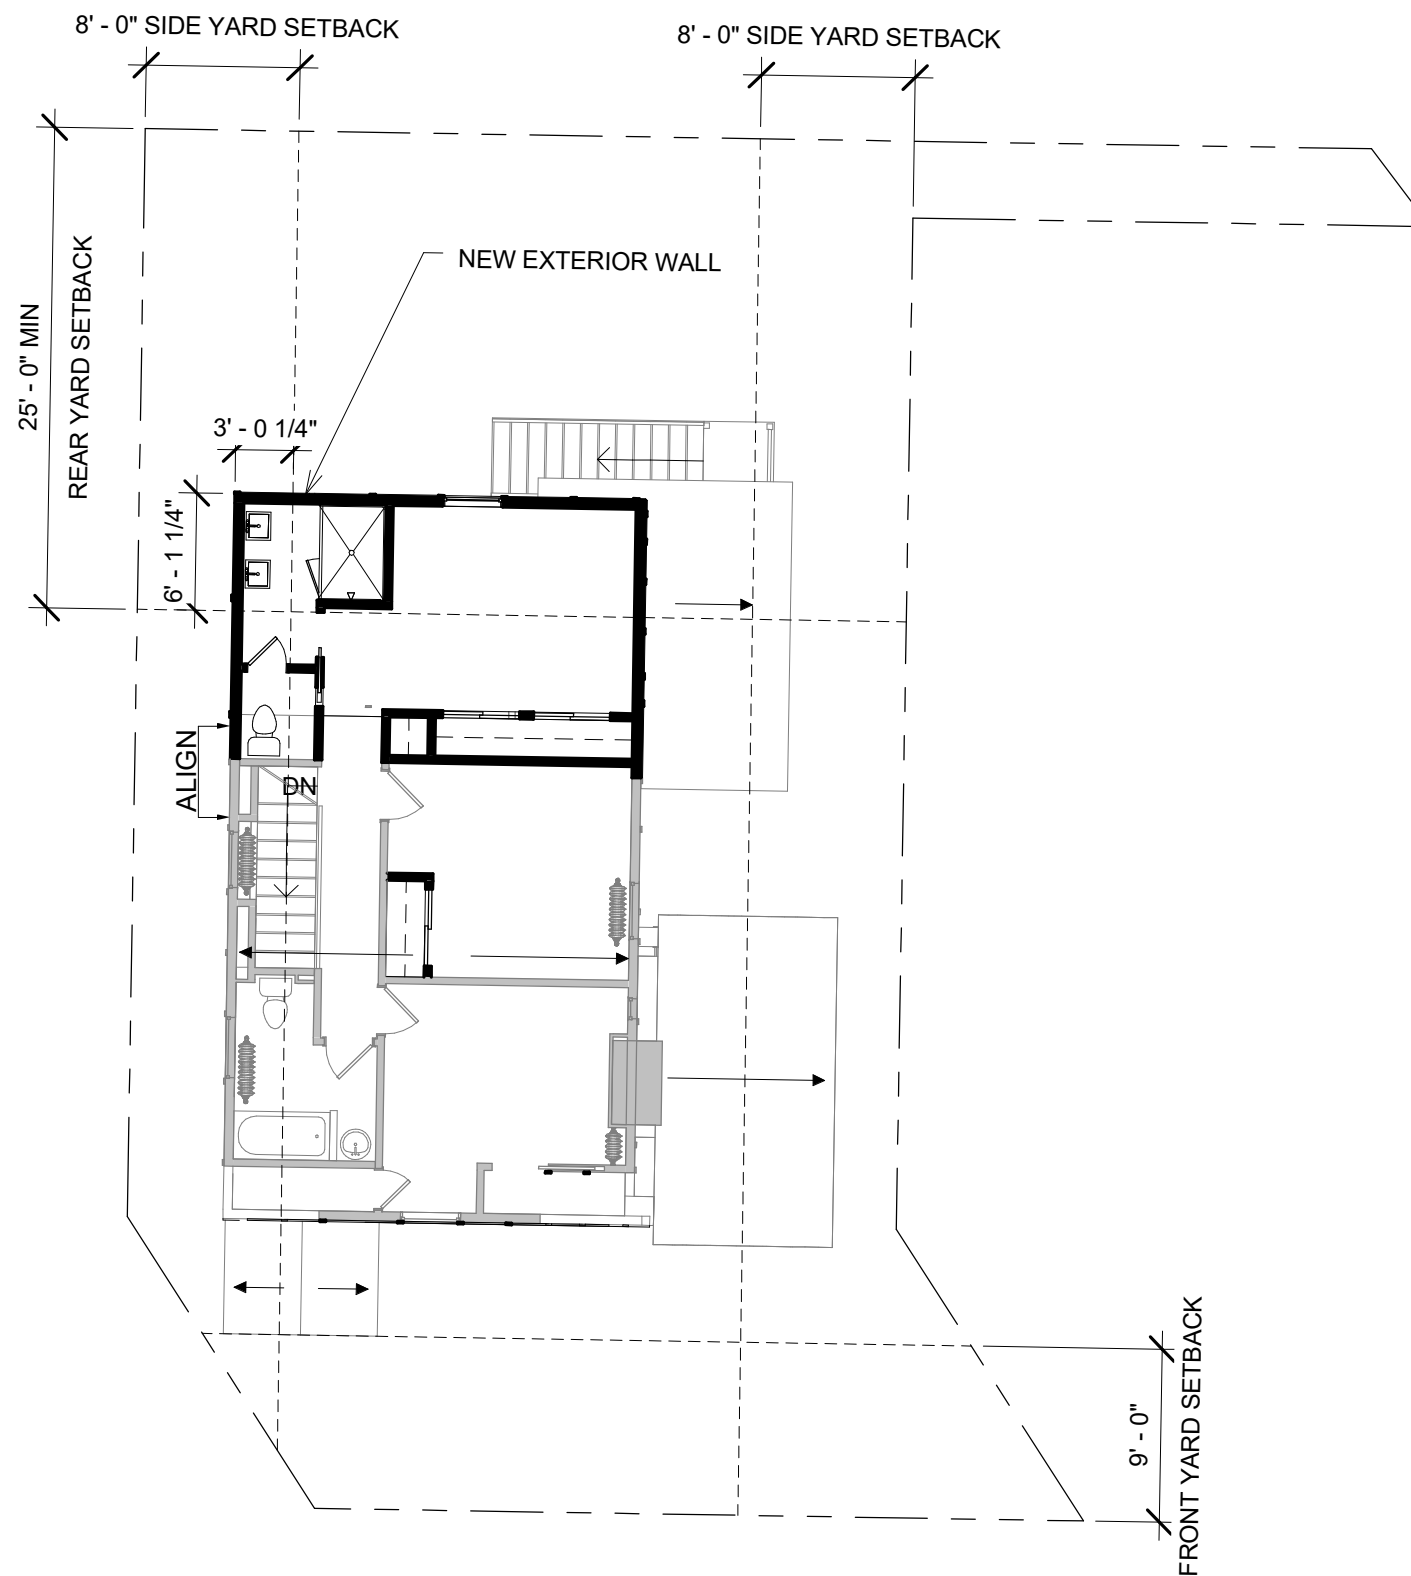 8' - 0" SIDE YARD SETBACK
8' - 0" SIDE YARD SETBACK
NEW EXTERIOR WALL
25' - 0" MIN
REAR YARD SETBACK
3' - 0 1/4"
6' - 1 1/4"
ALIGN
DN
9' - 0"
FRONT YARD SETBACK